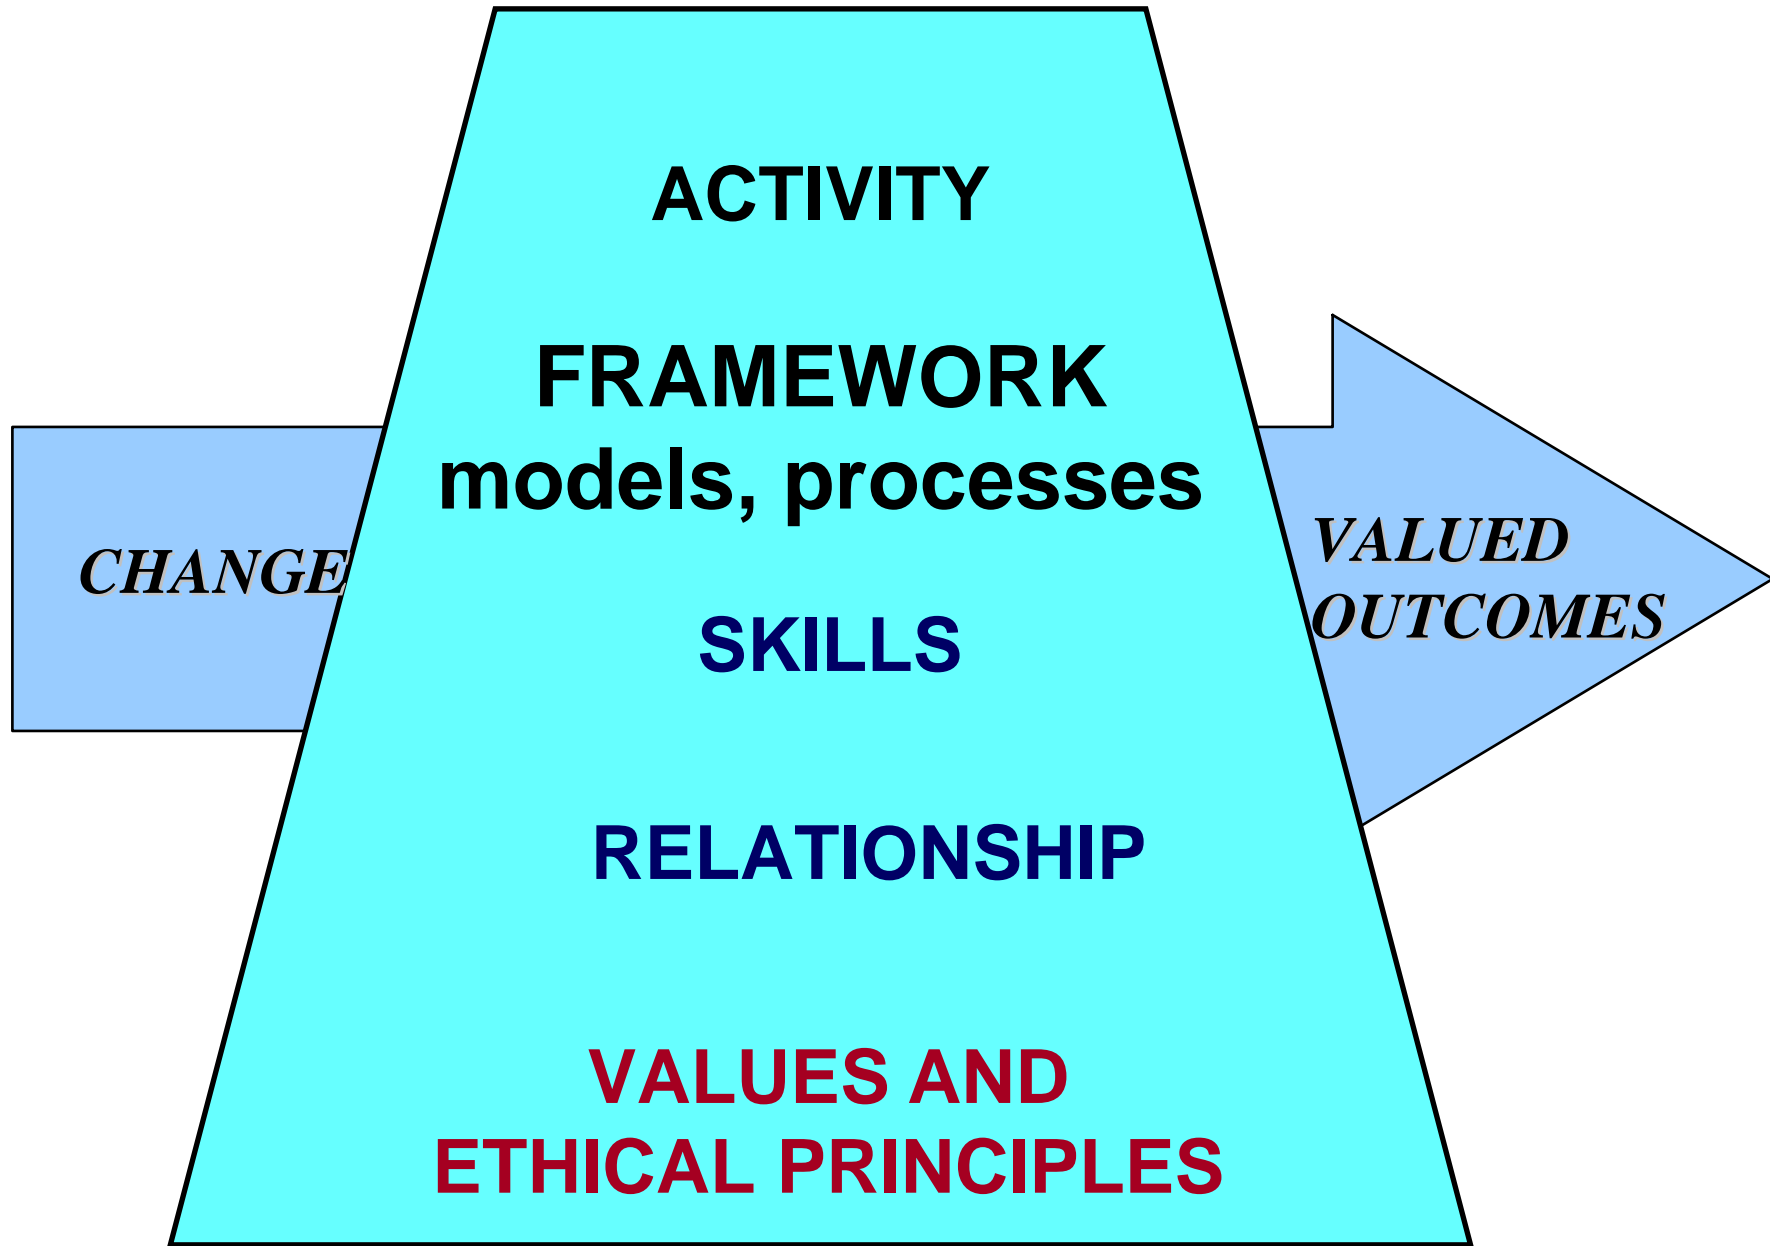 ACTIVITY
FRAMEWORK
models, processes
CHANGE
SKILLS
VALUED
OUTCOMES
RELATIONSHIP
VALUES AND
ETHICAL PRINCIPLES